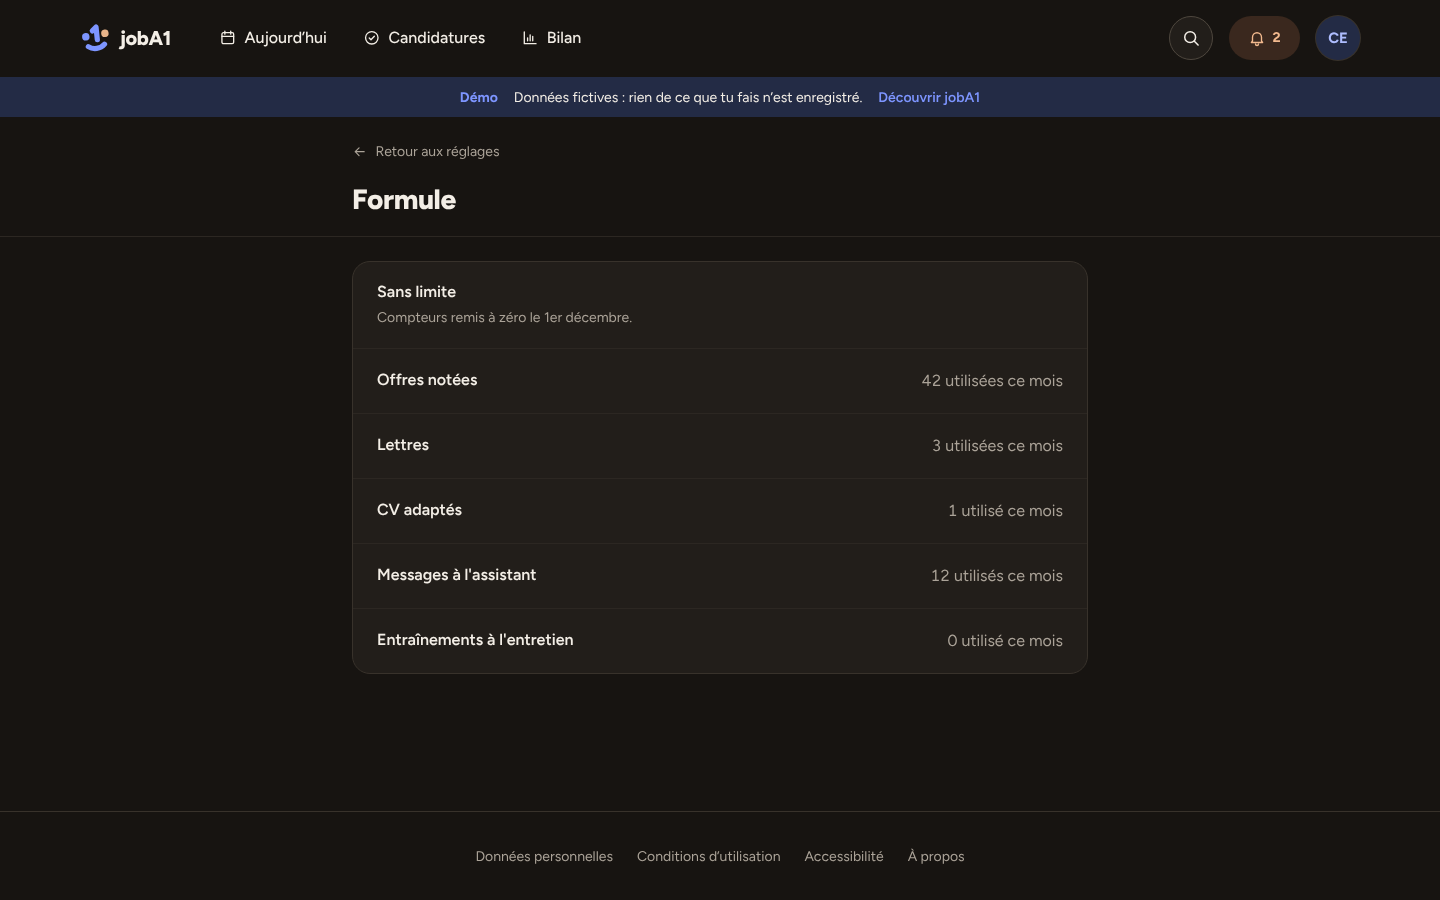 jobA1
Aujourd’hui
Candidatures
Bilan
2
CE
Démo Données fictives : rien de ce que tu fais n’est enregistré. Découvrir jobA1
← Retour aux réglages
Formule
Sans limite
Compteurs remis à zéro le 1er décembre.
Offres notées 42 utilisées ce mois
Lettres 3 utilisées ce mois
CV adaptés 1 utilisé ce mois
Messages à l'assistant 12 utilisés ce mois
Entraînements à l'entretien 0 utilisé ce mois
Données personnelles Conditions d’utilisation Accessibilité À propos